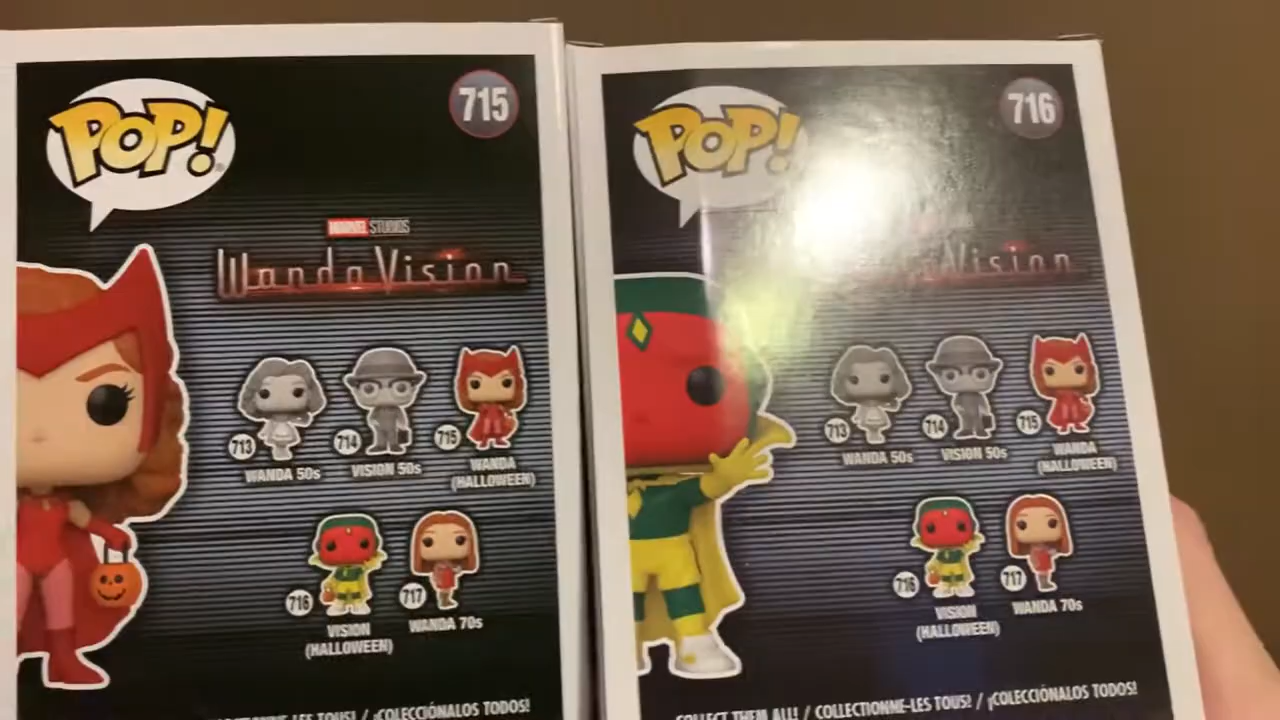 POP!
715
MARVEL STUDIOS
WandaVision
713
WANDA 50s
714
VISION 50s
715
WANDA
(HALLOWEEN)
716
VISION
(HALLOWEEN)
717
WANDA 70s
TOUS! / ¡COLECCIÓNALOS TODOS!
POP!
716
Vision
713
WANDA 50s
714
VISION 50s
715
WANDA
(HALLOWEEN)
716
VISION
(HALLOWEEN)
717
WANDA 70s
COLLECT THEM ALL! / COLLECTIONNE-LES TOUS! / ¡COLECCIÓNALOS TODOS!